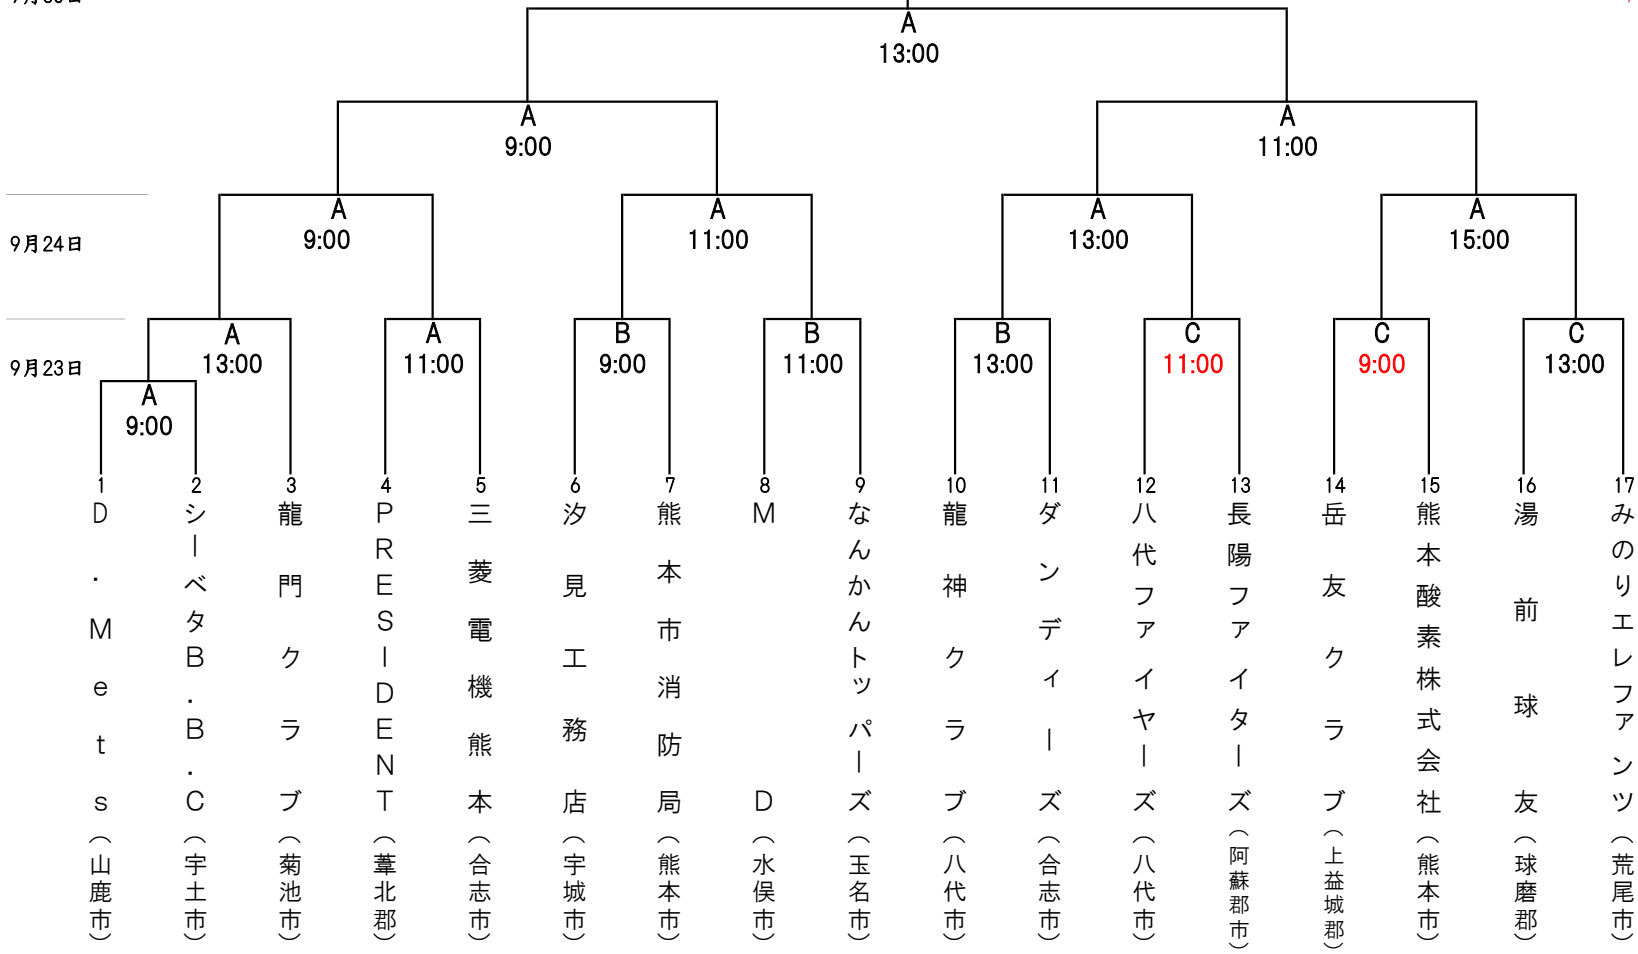 A
13:00
A
9:00
A
11:00
A
9:00
A
11:00
A
13:00
A
15:00
9月24日
A
13:00
A
11:00
B
9:00
B
11:00
B
13:00
C
11:00
C
9:00
C
13:00
9月23日
A
9:00
1
D.Mets(山鹿市)
2
シーベタB.B.C(宇土市)
3
龍門クラブ(菊池市)
4
PRESIDENT(葦北郡)
5
三菱電機熊本(合志市)
6
汐見工務店(宇城市)
7
熊本市消防局(熊本市)
8
MD(水俣市)
9
なんかんトッパーズ(玉名市)
10
龍神クラブ(八代市)
11
ダンディーズ(合志市)
12
八代ファイヤーズ(八代市)
13
長陽ファイターズ(阿蘇郡市)
14
岳友クラブ(上益城郡)
15
熊本酸素株式会社(熊本市)
16
湯前球友(球磨郡)
17
みのりエレファンツ(荒尾市)